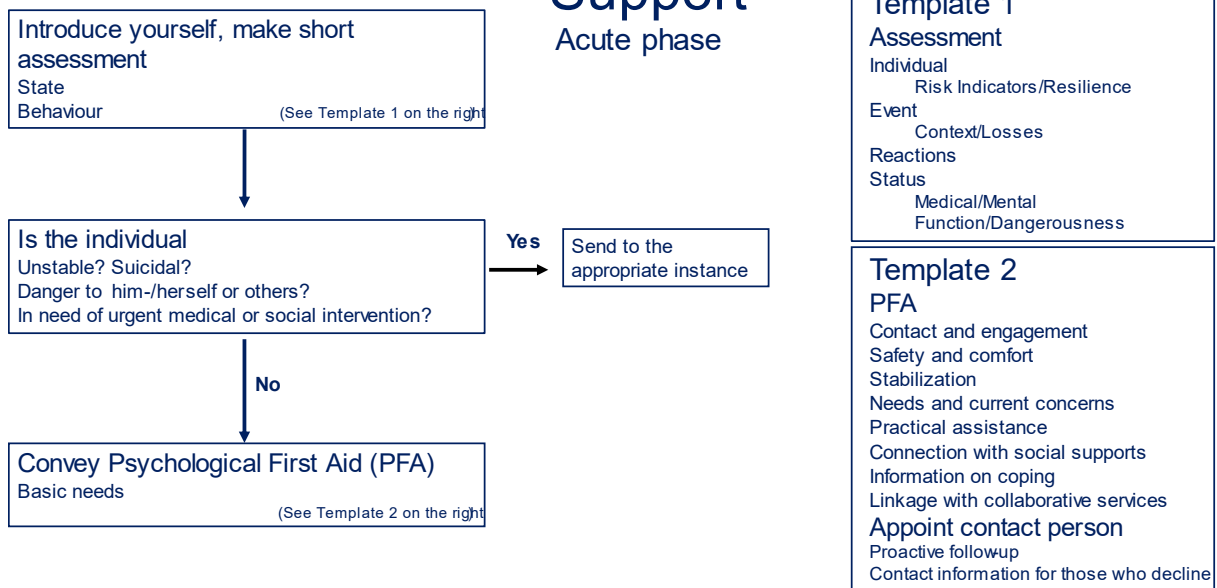 Support
Acute phase
Introduce yourself, make short
assessment
State
Behaviour (See Template 1 on the right)
Is the individual
Unstable? Suicidal?
Danger to him-/herself or others?
In need of urgent medical or social intervention?
Yes
Send to the
appropriate instance
No
Convey Psychological First Aid (PFA)
Basic needs
(See Template 2 on the right)
Template 1
Assessment
Individual
Risk Indicators/Resilience
Event
Context/Losses
Reactions
Status
Medical/Mental
Function/Dangerousness
Template 2
PFA
Contact and engagement
Safety and comfort
Stabilization
Needs and current concerns
Practical assistance
Connection with social supports
Information on coping
Linkage with collaborative services
Appoint contact person
Proactive follow-up
Contact information for those who decline